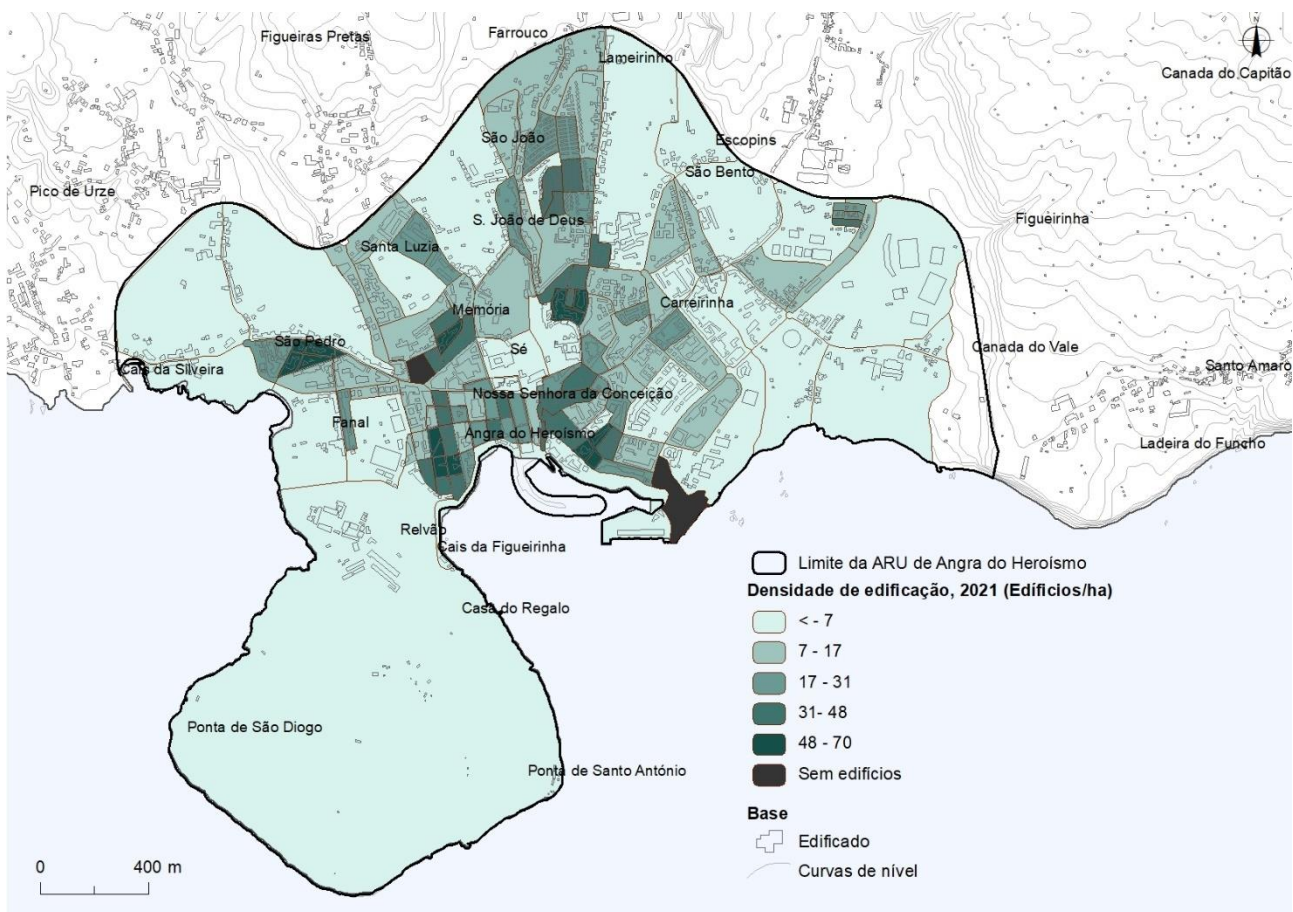 Farrouco
Figueiras Pretas
N
Lameirinho
Canada do Capitão
São João
Escopins
São Bento
Pico de Urze
S. João de Deus
Figueirinha
Santa Luzia
Memória
Carreirinha
São Pedro
Sé
Canada do Vale
Cais da Silveira
Santo Amaro
Nossa Senhora da Conceição
Fanal
Angra do Heroísmo
Ladeira do Funcho
Relvão
Cais da Figueirinha
Casa do Regalo
Ponta de São Diogo
Ponta de Santo António
Limite da ARU de Angra do Heroísmo
Densidade de edificação, 2021 (Edíficios/ha)
< - 7
7 - 17
17 - 31
31- 48
48 - 70
Sem edifícios
Base
Edificado
Curvas de nível
0 400 m